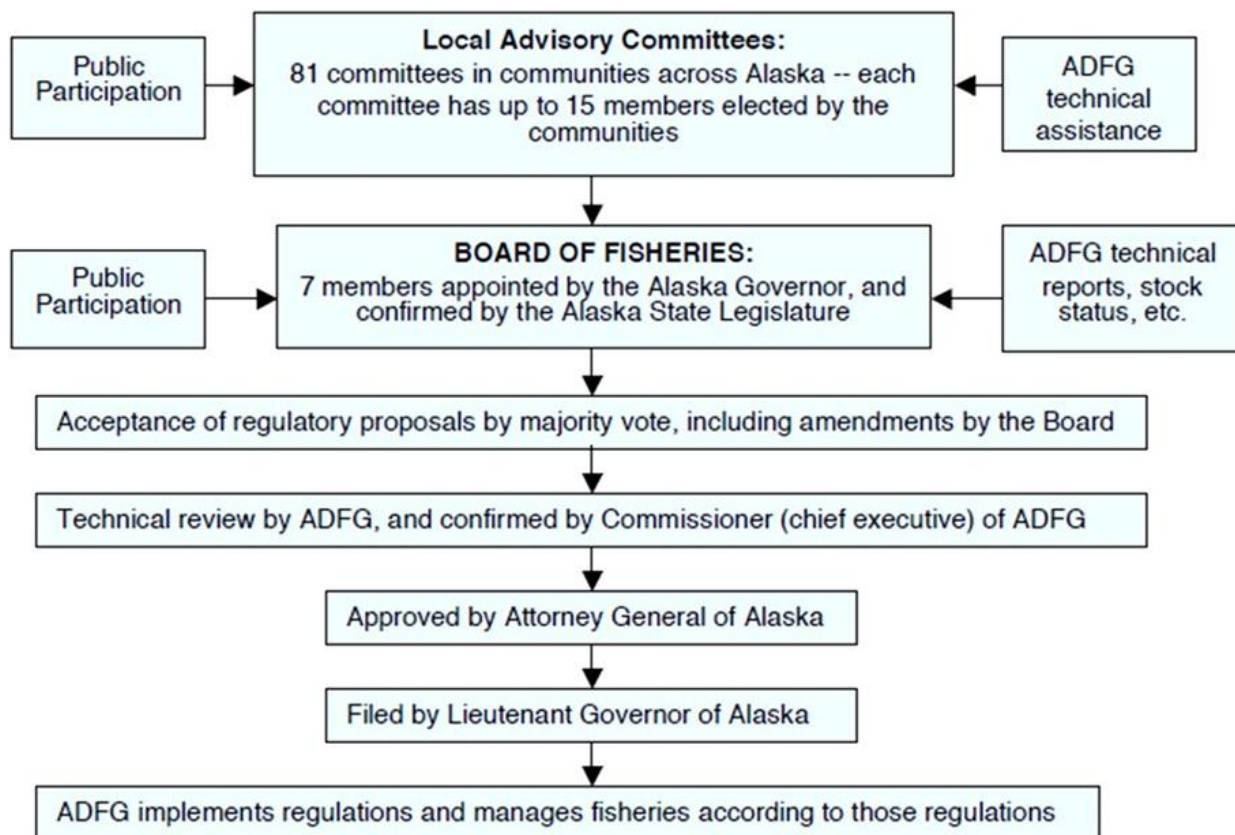 Public
Participation
Local Advisory Committees:
81 committees in communities across Alaska -- each
committee has up to 15 members elected by the
communities
ADFG
technical
assistance
Public
Participation
BOARD OF FISHERIES:
7 members appointed by the Alaska Governor, and
confirmed by the Alaska State Legislature
ADFG technical
reports, stock
status, etc.
Acceptance of regulatory proposals by majority vote, including amendments by the Board
Technical review by ADFG, and confirmed by Commissioner (chief executive) of ADFG
Approved by Attorney General of Alaska
Filed by Lieutenant Governor of Alaska
ADFG implements regulations and manages fisheries according to those regulations